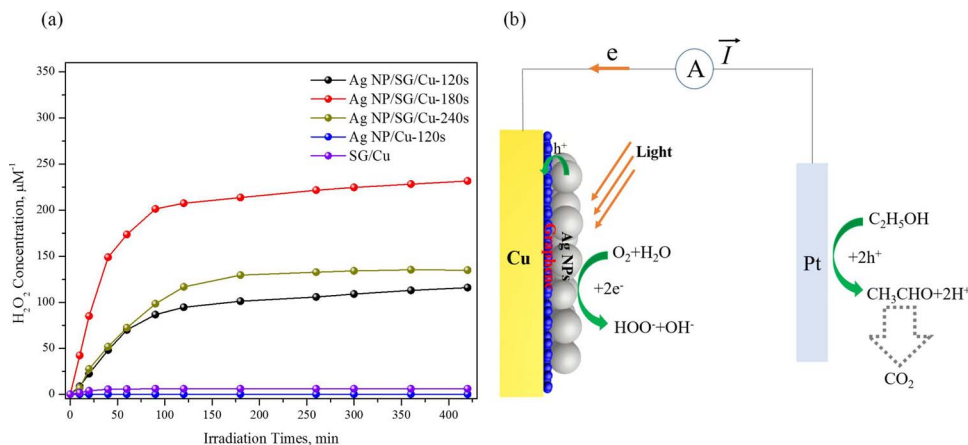 (a)
(b)
350
300
250
200
150
100
50
0
H₂O₂ Concentration, μM⁻¹
Ag NP/SG/Cu-120s
Ag NP/SG/Cu-180s
Ag NP/SG/Cu-240s
Ag NP/Cu-120s
SG/Cu
0 50 100 150 200 250 300 350 400
Irradiation Times, min
e
A
I
h⁺
Light
Cu
Graphene
Ag NPs
O₂+H₂O
+2e⁻
HOO⁻+OH⁻
Pt
C₂H₅OH
+2h⁺
CH₃CHO+2H⁺
CO₂